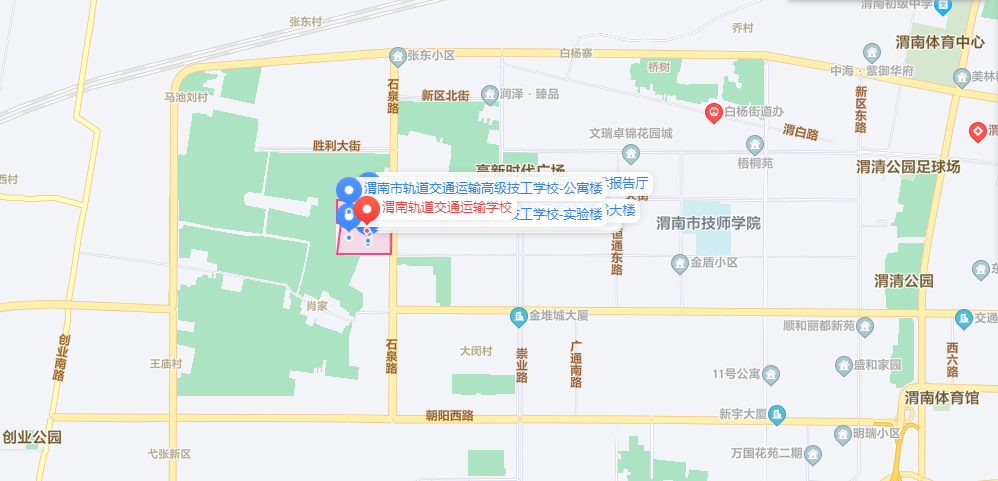 渭南初级中学
张东村
乔村
渭南体育中心
张东小区
白杨寨
桥树
中海·紫御华府
美林
马池刘村
石泉路
新区北街
润泽·臻品
新区东路
白杨街道办
渭白路
文瑞卓锦花园城
胜利大街
梧桐苑
渭清公园足球场
高新时代广场
西村
渭南市轨道交通运输高级技工学校-公寓楼
术报告厅
大街
渭南轨道交通运输学校
技工学校-实验楼
大楼
渭南市技师学院
恒通东路
金盾小区
渭清公园
肖家
金堆城大厦
顺和丽都新苑
交通
创业南路
王庙村
石泉路
大闵村
崇业路
广通南路
11号公寓
盛和家园
西六路
渭南体育馆
朝阳西路
新宇大厦
创业公园
弋张新区
明瑞小区
万国花苑二期